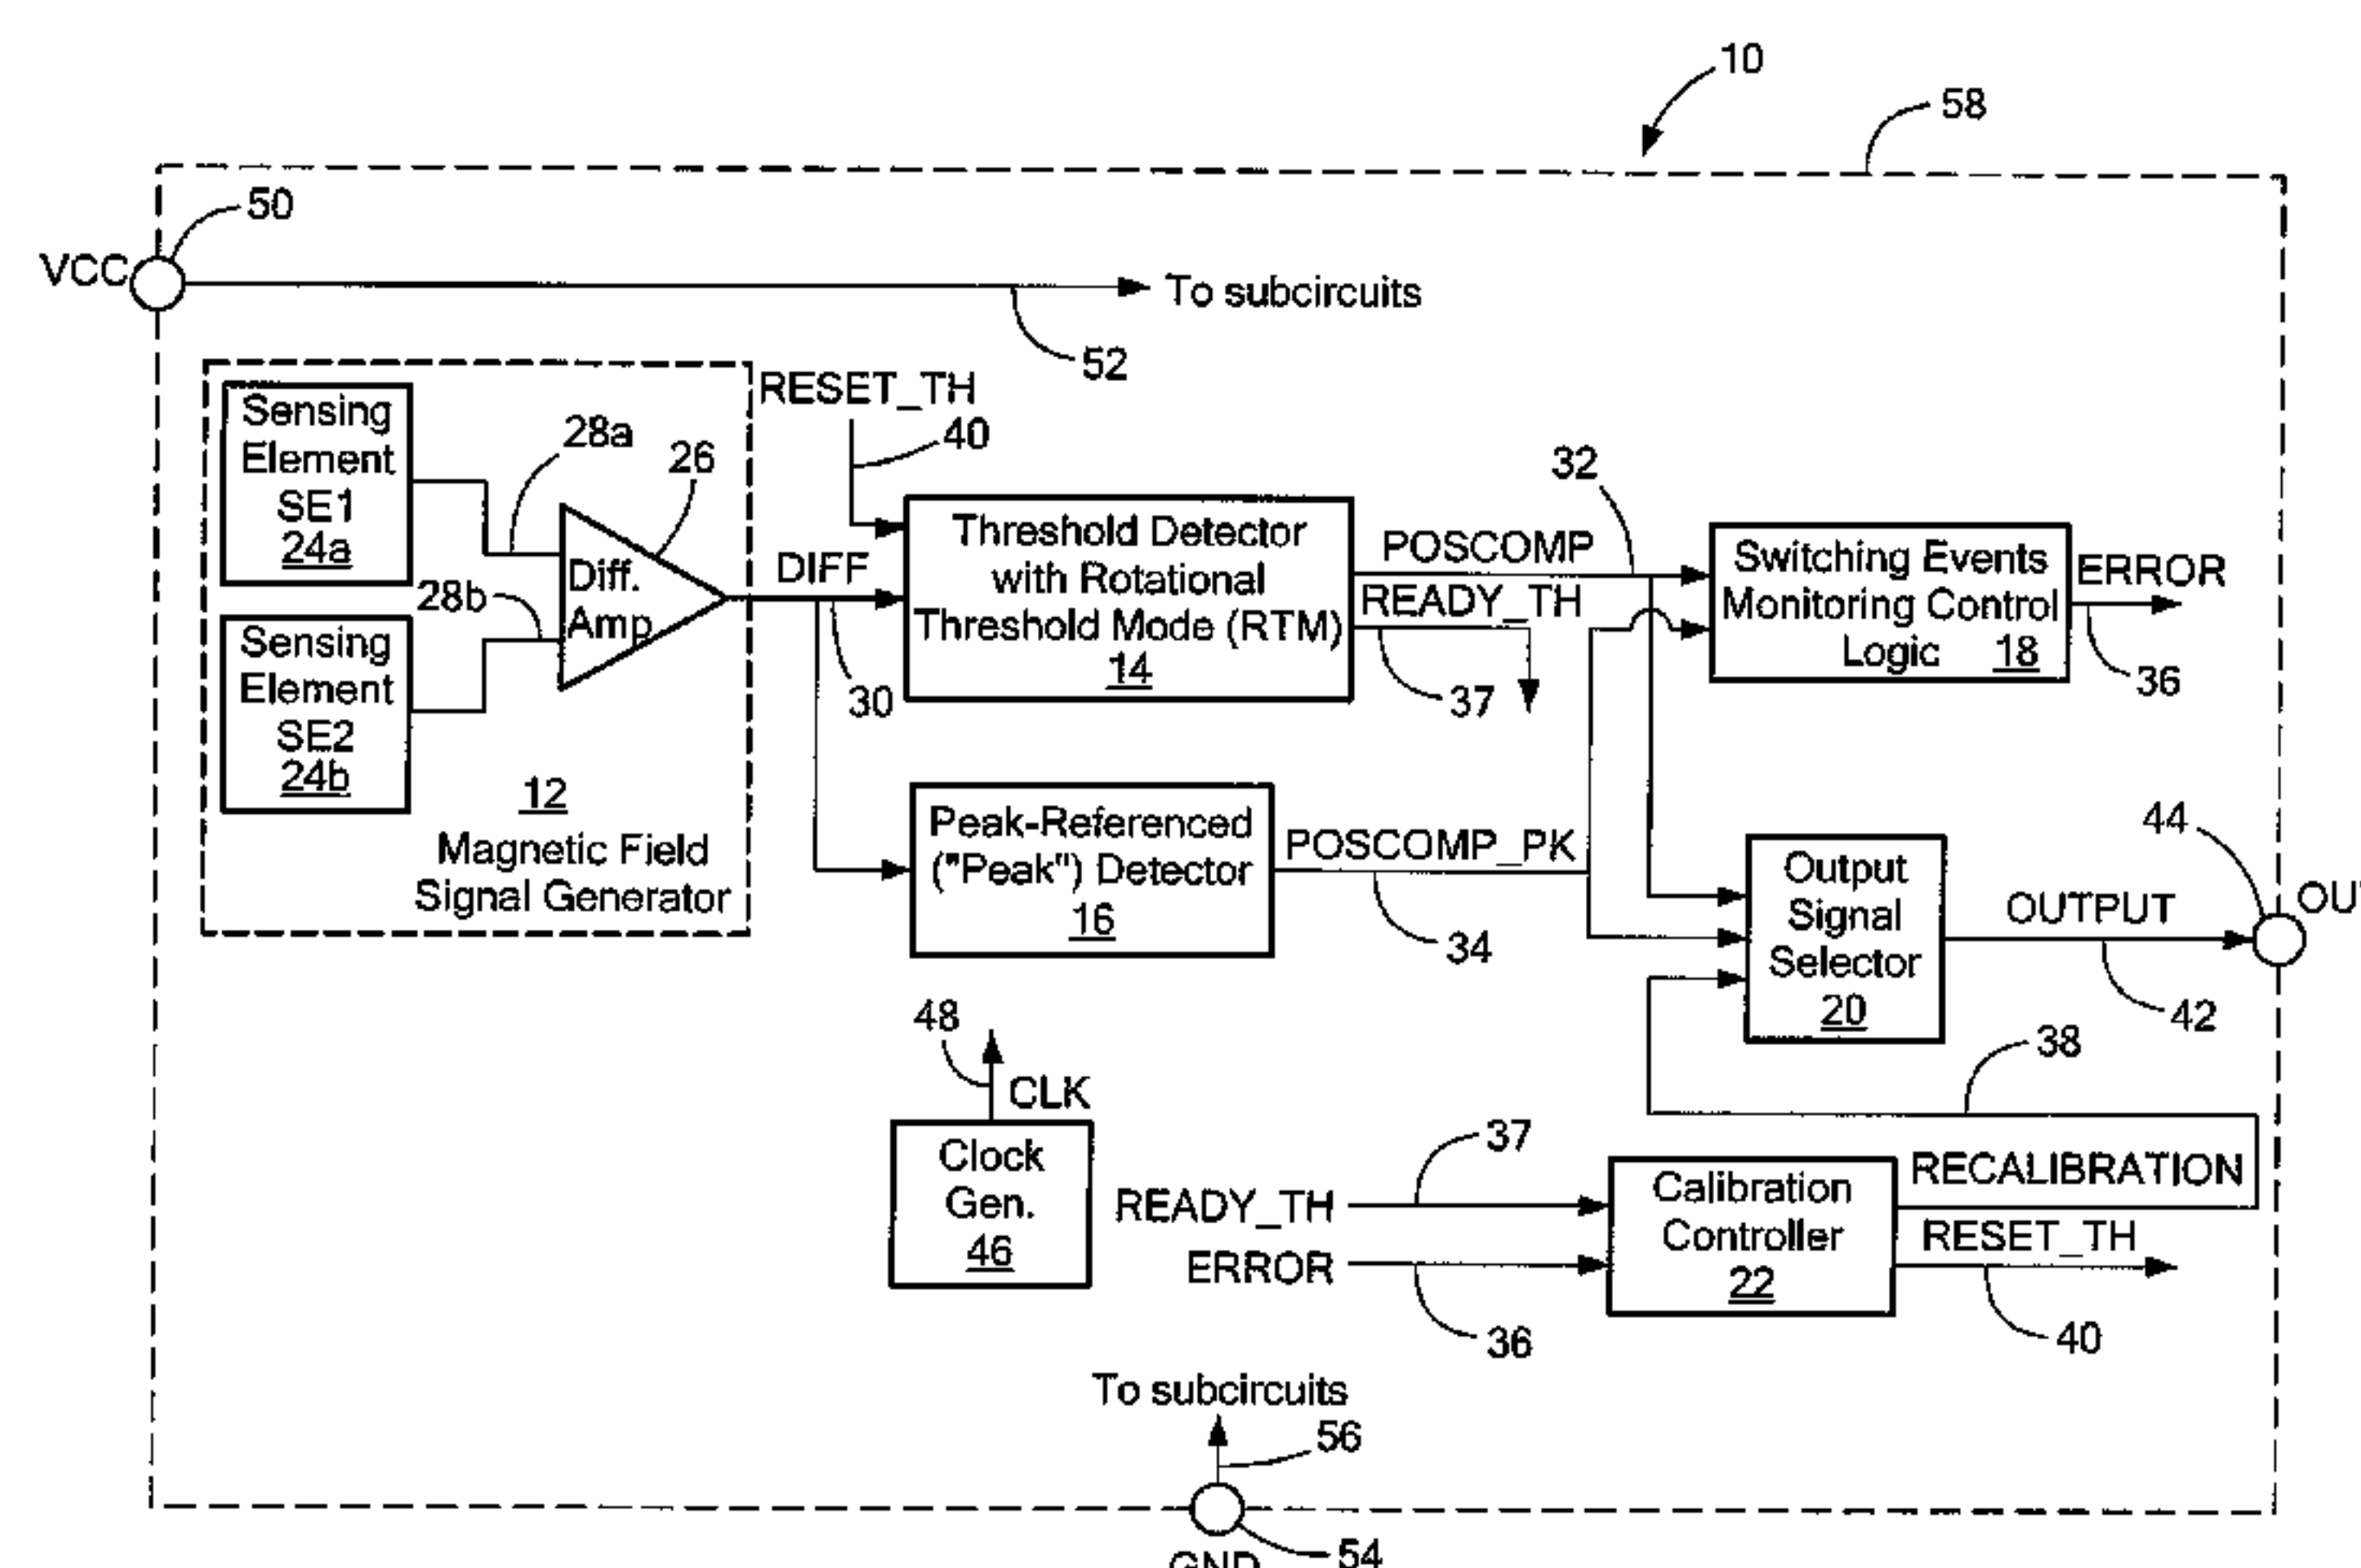 10
58
50
VCC
To subcircuits
52
Sensing
Element
SE1
24a
28a
26
RESET_TH
40
Diff.
Amp
28b
Sensing
Element
SE2
24b
12
Magnetic Field
Signal Generator
DIFF
30
Threshold Detector
with Rotational
Threshold Mode (RTM)
14
POSCOMP
32
READY_TH
37
Switching Events
Monitoring Control
Logic 18
ERROR
36
Peak-Referenced
("Peak") Detector
16
POSCOMP_PK
34
Output
Signal
Selector
20
OUTPUT
42
44
OU
38
48
CLK
Clock
Gen.
46
READY_TH
37
ERROR
36
Calibration
Controller
22
RECALIBRATION
RESET_TH
40
To subcircuits
56
54
GND